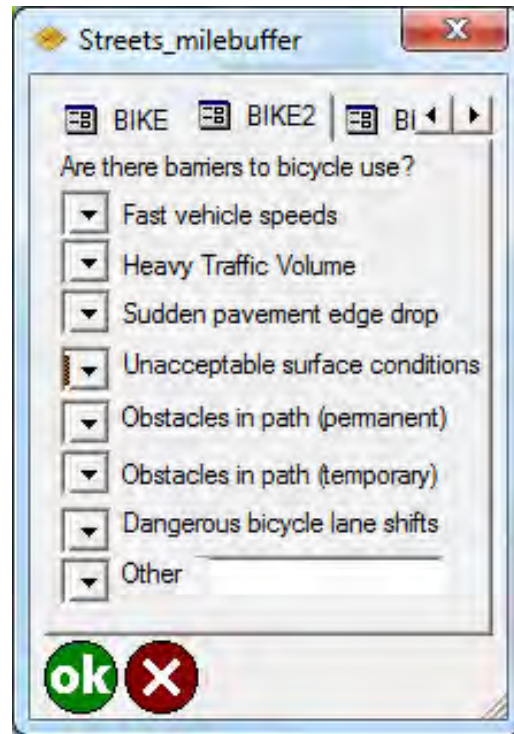 Streets_milebuffer
BIKE BIKE2 BI
Are there barriers to bicycle use?
Fast vehicle speeds
Heavy Traffic Volume
Sudden pavement edge drop
Unacceptable surface conditions
Obstacles in path (permanent)
Obstacles in path (temporary)
Dangerous bicycle lane shifts
Other
ok